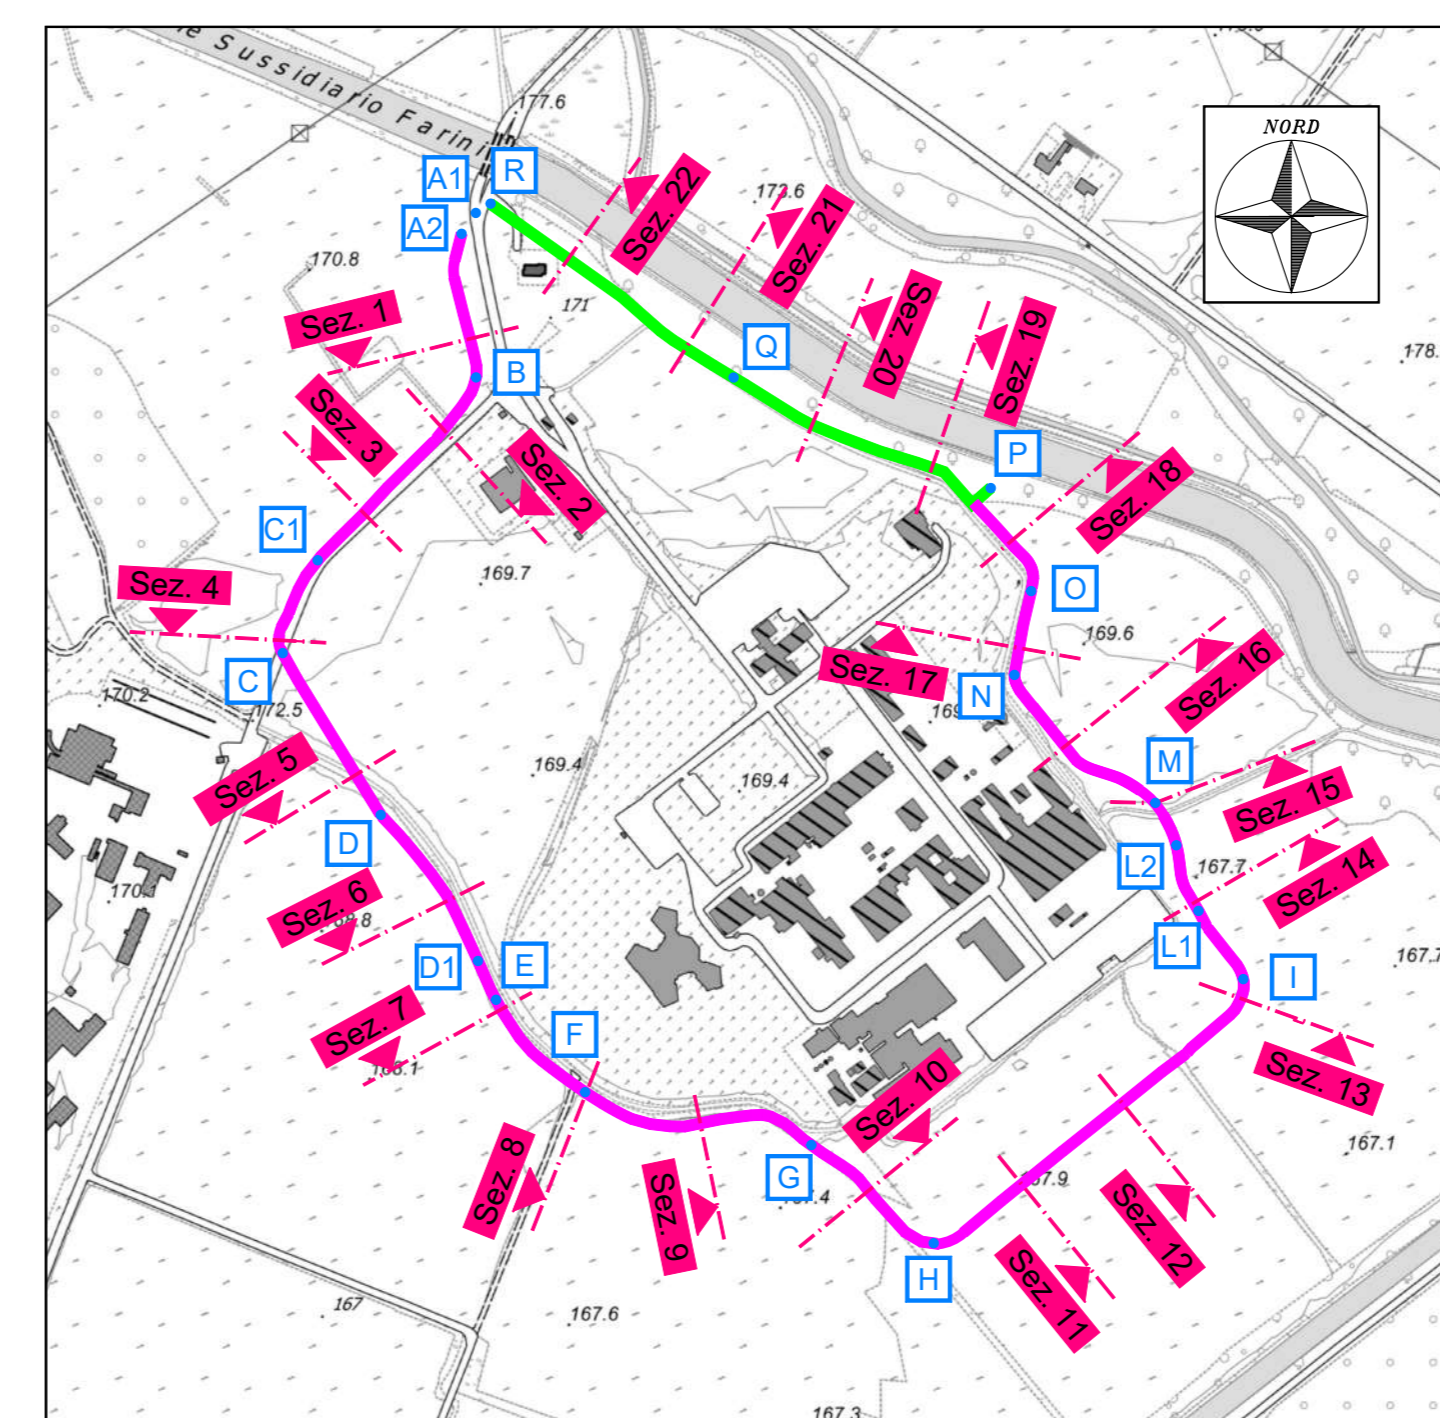 le Sussidiario Farini
177.6
NORD
A1
R
A2
Sez. 22
173.6
Sez. 21
170.8
171
Sez. 1
Sez. 20
Sez. 19
178.
B
Q
Sez. 3
Sez. 2
P
Sez. 18
C1
169.7
Sez. 4
O
169.6
Sez. 17
Sez. 16
C
170.2
172.5
N
M
Sez. 5
169.4
169.4
Sez. 15
D
L2
167.7
Sez. 14
Sez. 6
L1
D1
E
I
167.7
Sez. 7
F
Sez. 13
Sez. 10
Sez. 8
167.1
Sez. 9
G
Sez. 12
H
Sez. 11
167
167.6
167.3